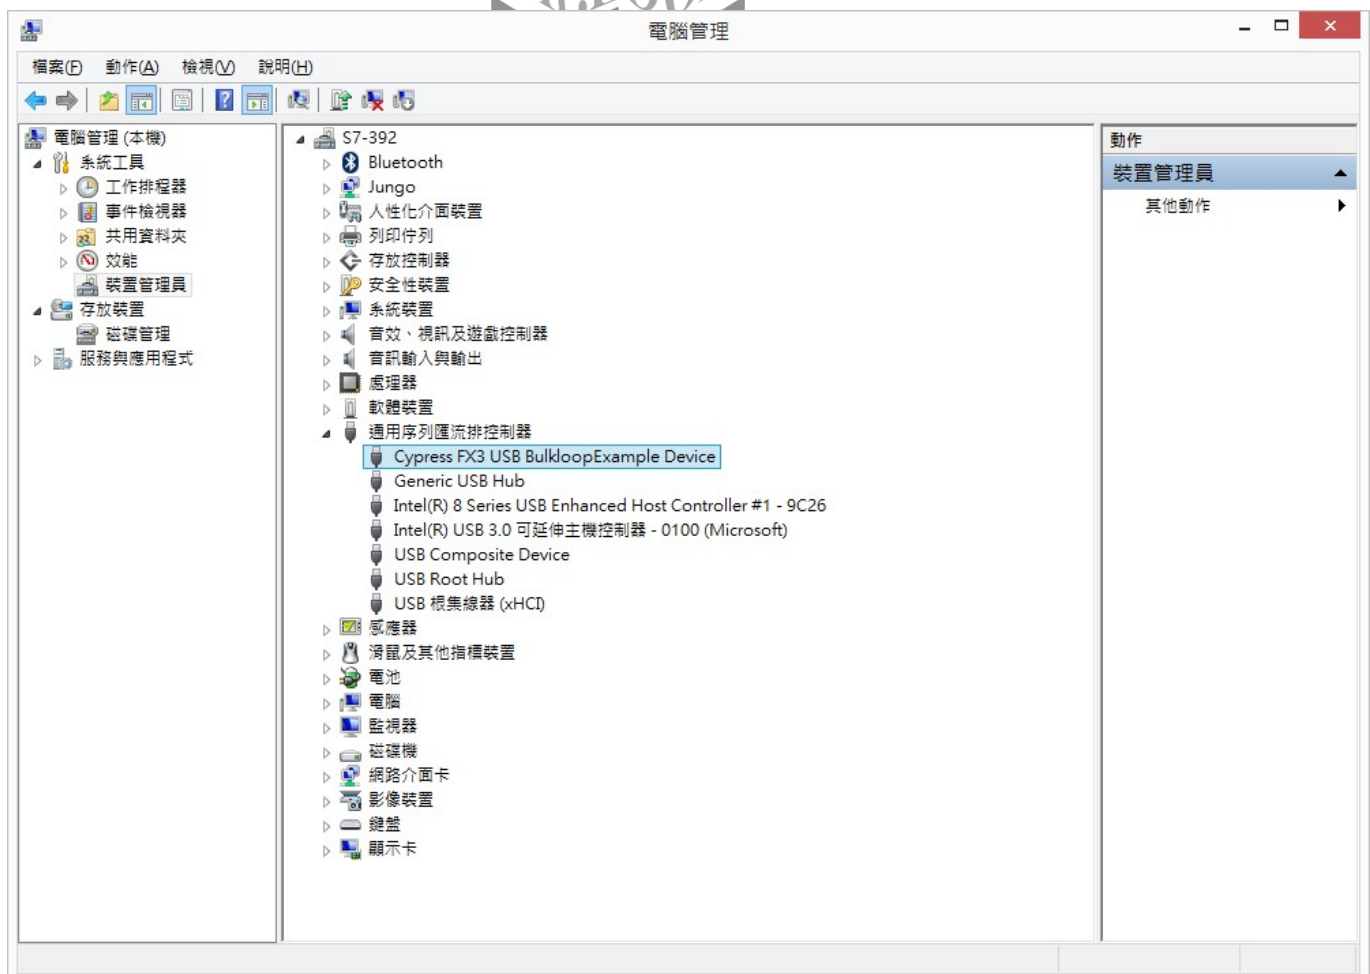 電腦管理
檔案(F) 動作(A) 檢視(V) 說明(H)
電腦管理 (本機)
系統工具
工作排程器
事件檢視器
共用資料夾
效能
裝置管理員
存放裝置
磁碟管理
服務與應用程式
S7-392
Bluetooth
Jungo
人性化介面裝置
列印佇列
存放控制器
安全性裝置
系統裝置
音效、視訊及遊戲控制器
音訊輸入與輸出
處理器
軟體裝置
通用序列匯流排控制器
Cypress FX3 USB BulkloopExample Device
Generic USB Hub
Intel(R) 8 Series USB Enhanced Host Controller #1 - 9C26
Intel(R) USB 3.0 可延伸主機控制器 - 0100 (Microsoft)
USB Composite Device
USB Root Hub
USB 根集線器 (xHCI)
感應器
滑鼠及其他指標裝置
電池
電腦
監視器
磁碟機
網路介面卡
影像裝置
鍵盤
顯示卡
動作
裝置管理員
其他動作